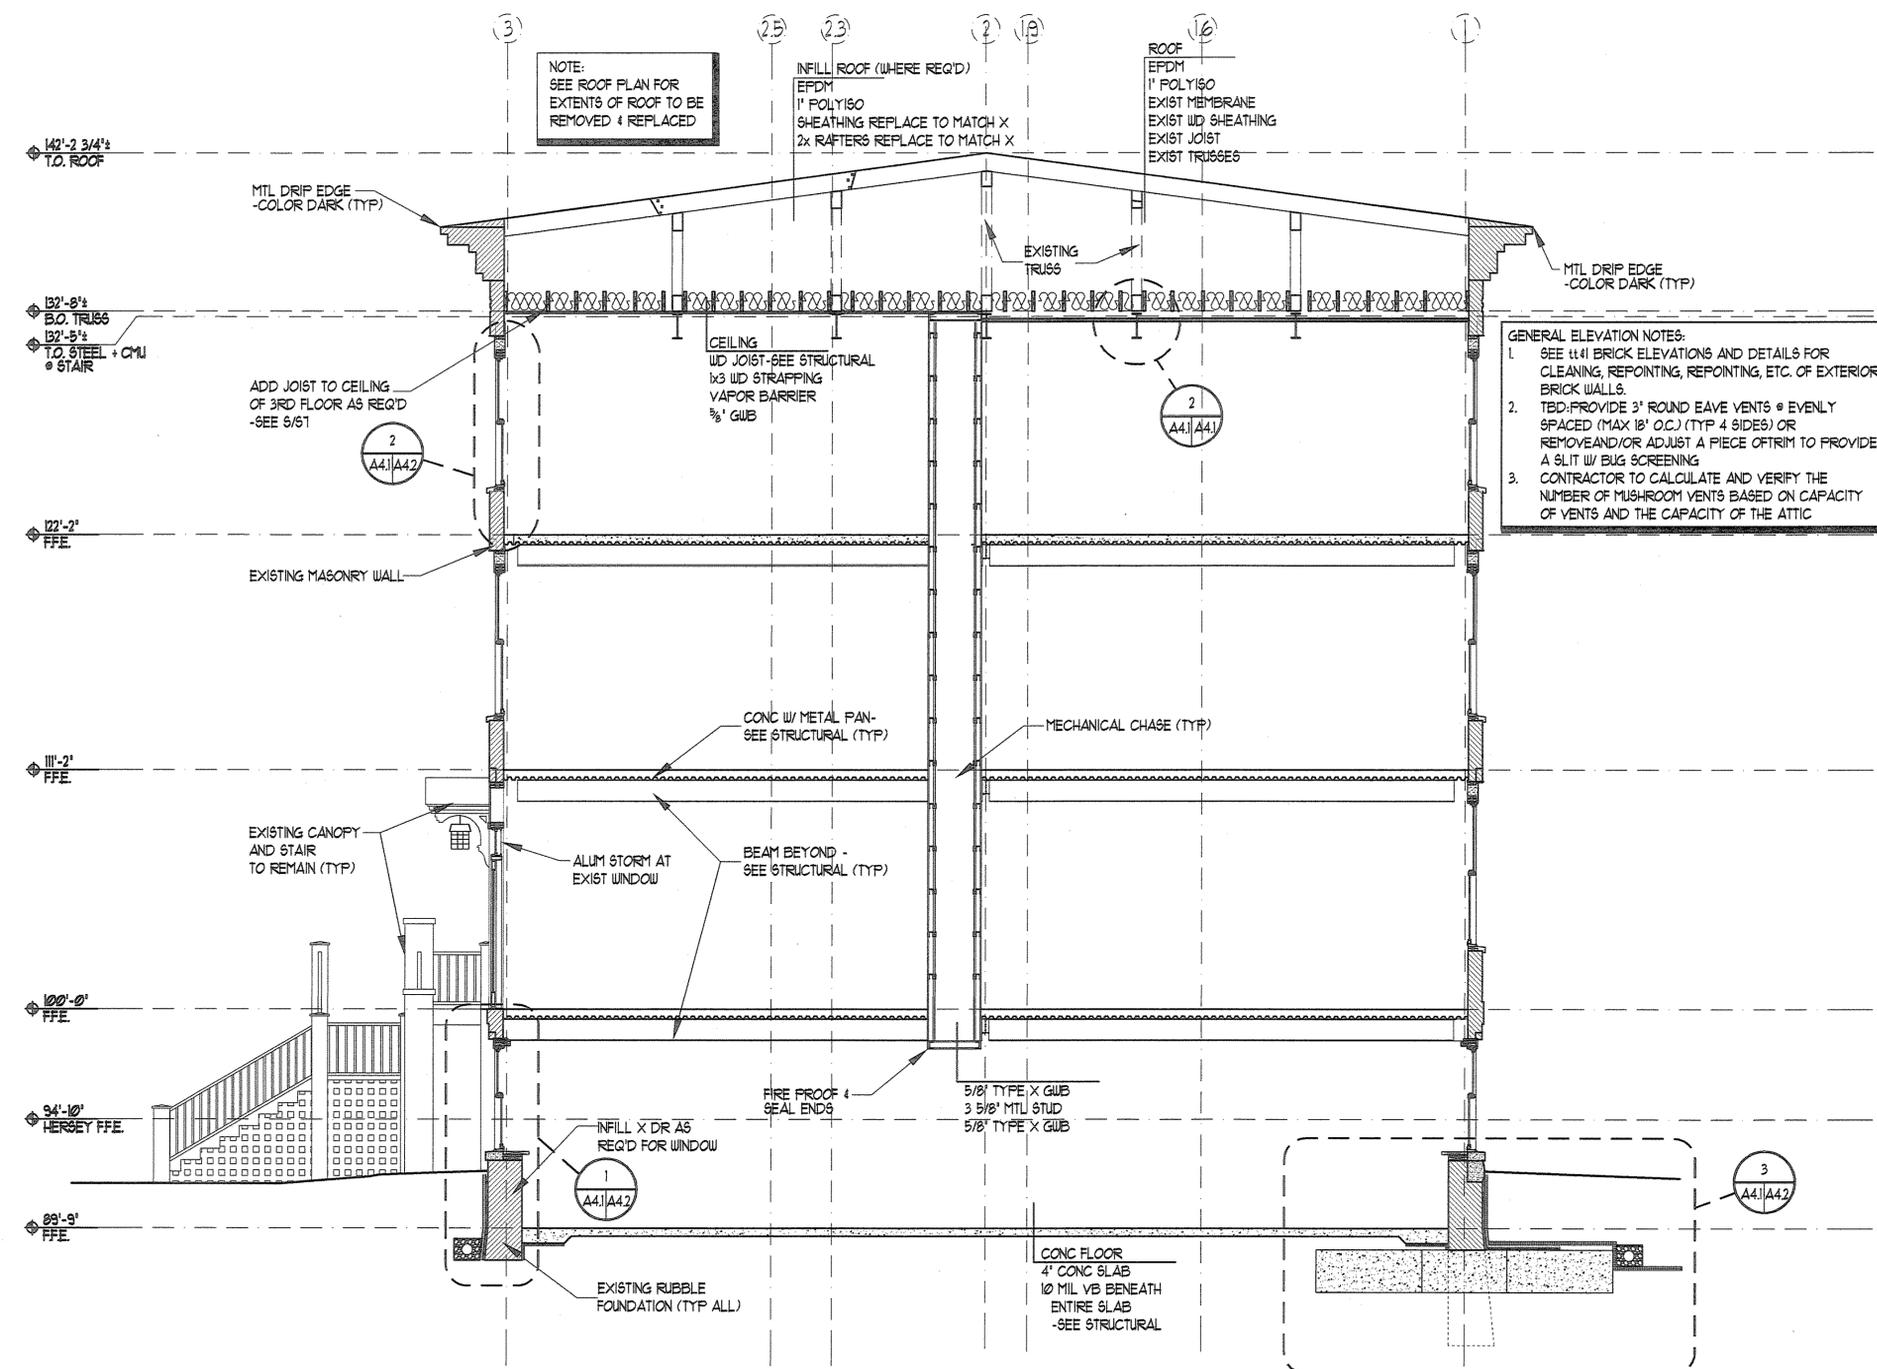 3
2.5
2.3
2
1.9
1.6
1
NOTE:
SEE ROOF PLAN FOR
EXTENTS OF ROOF TO BE
REMOVED & REPLACED
INFILL ROOF (WHERE REQ'D)
EPDM
1" POLYISO
SHEATHING REPLACE TO MATCH X
2x RAFTERS REPLACE TO MATCH X
ROOF
EPDM
1" POLYISO
EXIST MEMBRANE
EXIST WD SHEATHING
EXIST JOIST
EXIST TRUSSES
142'-2 3/4"±
T.O. ROOF
MTL DRIP EDGE
-COLOR DARK (TYP)
EXISTING
TRUSS
MTL DRIP EDGE
-COLOR DARK (TYP)
132'-8"±
B.O. TRUSS
132'-5"±
T.O. STEEL + CMU
@ STAIR
CEILING
WD JOIST-SEE STRUCTURAL
1x3 WD STRAPPING
VAPOR BARRIER
5/8" GWB
ADD JOIST TO CEILING
OF 3RD FLOOR AS REQ'D
-SEE S/S7
2
A4.1 A4.2
2
A4.1 A4.1
GENERAL ELEVATION NOTES:
1. SEE tt&l BRICK ELEVATIONS AND DETAILS FOR
CLEANING, REPOINTING, REPOINTING, ETC. OF EXTERIOR
BRICK WALLS.
2. TBD:PROVIDE 3" ROUND EAVE VENTS @ EVENLY
SPACED (MAX 18" O.C.) (TYP 4 SIDES) OR
REMOVEAND/OR ADJUST A PIECE OFTRIM TO PROVIDE
A SLIT W/ BUG SCREENING
3. CONTRACTOR TO CALCULATE AND VERIFY THE
NUMBER OF MUSHROOM VENTS BASED ON CAPACITY
OF VENTS AND THE CAPACITY OF THE ATTIC
122'-2"
F.F.E.
EXISTING MASONRY WALL
CONC W/ METAL PAN-
SEE STRUCTURAL (TYP)
MECHANICAL CHASE (TYP)
111'-2"
F.F.E.
EXISTING CANOPY
AND STAIR
TO REMAIN (TYP)
ALUM STORM AT
EXIST WINDOW
BEAM BEYOND -
SEE STRUCTURAL (TYP)
100'-0"
F.F.E.
FIRE PROOF &
SEAL ENDS
5/8" TYPE X GWB
3 5/8" MTL STUD
5/8" TYPE X GWB
94'-10"
HERSEY F.F.E.
INFILL X DR AS
REQ'D FOR WINDOW
1
A4.1 A4.2
3
A4.1 A4.2
89'-9"
F.F.E.
EXISTING RUBBLE
FOUNDATION (TYP ALL)
CONC FLOOR
4" CONC SLAB
10 MIL VB BENEATH
ENTIRE SLAB
-SEE STRUCTURAL